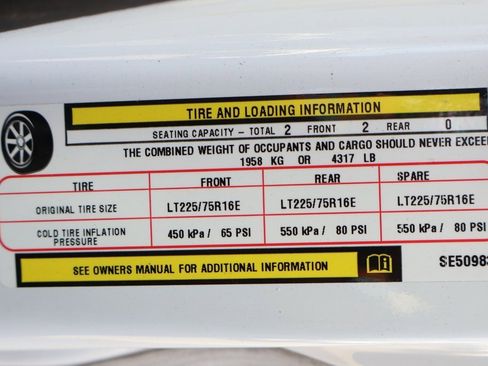 TIRE AND LOADING INFORMATION
SEATING CAPACITY - TOTAL 2 FRONT 2 REAR 0
THE COMBINED WEIGHT OF OCCUPANTS AND CARGO SHOULD NEVER EXCEE
1958 KG OR 4317 LB
TIRE FRONT REAR SPARE
ORIGINAL TIRE SIZE LT225/75R16E LT225/75R16E LT225/75R16E
COLD TIRE INFLATION PRESSURE 450 kPa / 65 PSI 550 kPa / 80 PSI 550 kPa / 80 PSI
SEE OWNERS MANUAL FOR ADDITIONAL INFORMATION
SE5098